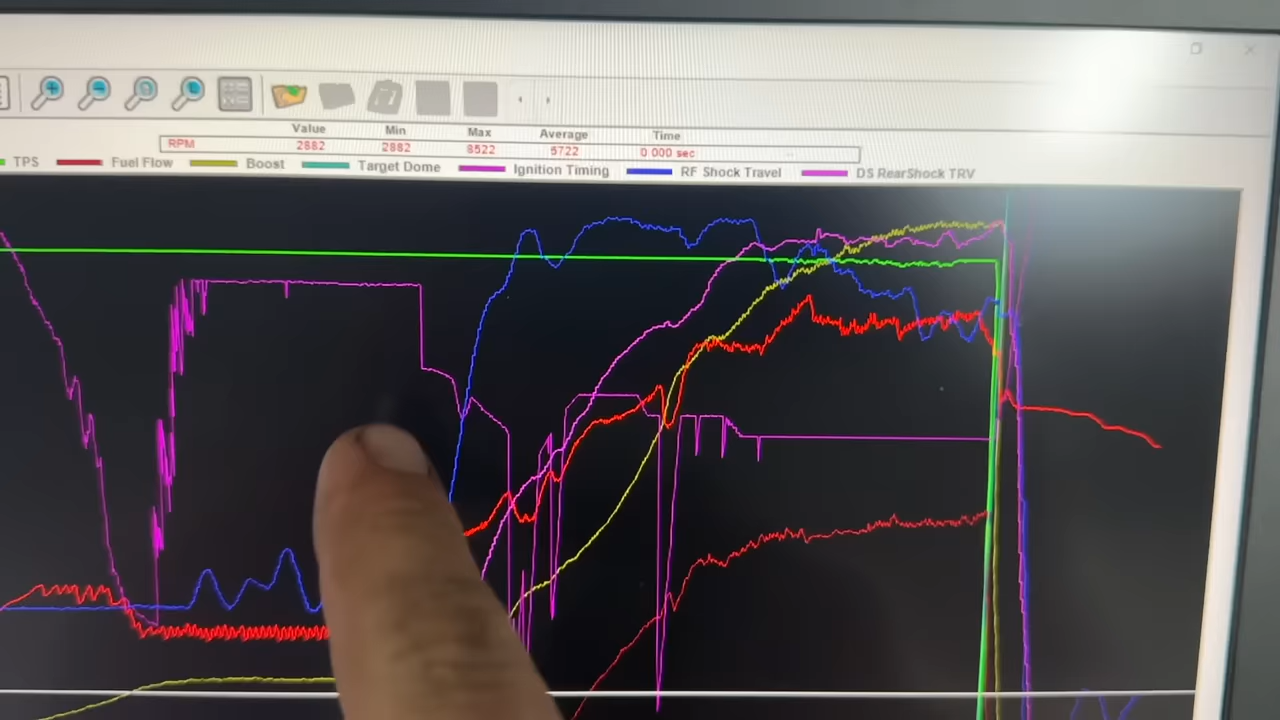 Value Min Max Average Time
RPM 2882 2882 8522 5722 0 000 sec
TPS Fuel Flow Boost Target Dome Ignition Timing RF Shock Travel DS RearShock TRV